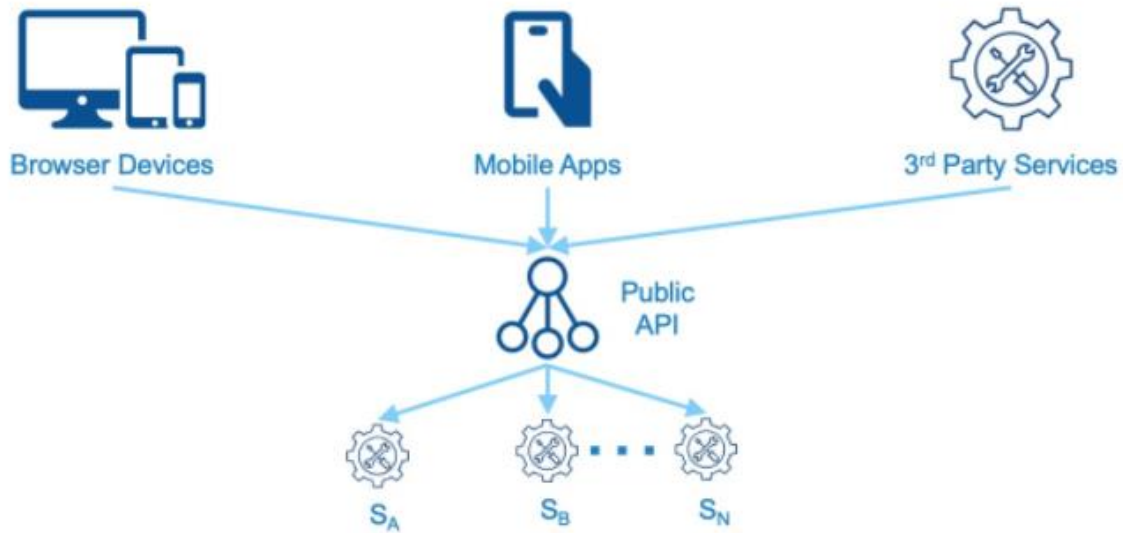 Browser Devices
Mobile Apps
3rd Party Services
Public
API
SA
SB
SN